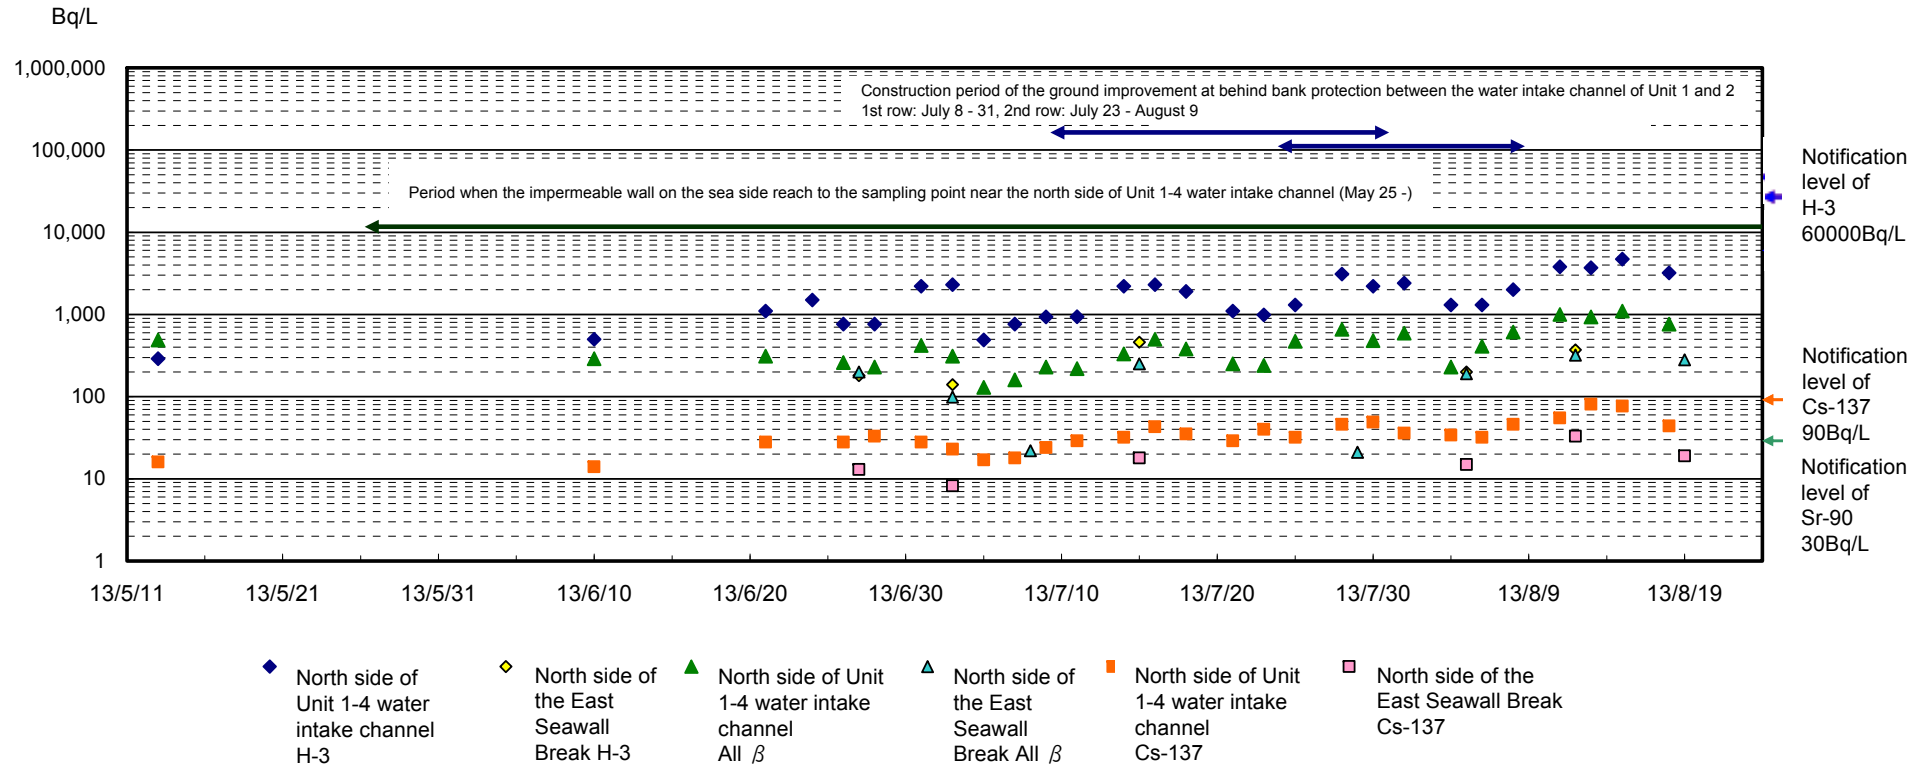 Bq/L
1,000,000
100,000
10,000
1,000
100
10
1
Construction period of the ground improvement at behind bank protection between the water intake channel of Unit 1 and 2
1st row: July 8 - 31, 2nd row: July 23 - August 9
Period when the impermeable wall on the sea side reach to the sampling point near the north side of Unit 1-4 water intake channel (May 25 -)
Notification
level of
H-3
60000Bq/L
Notification
level of
Cs-137
90Bq/L
Notification
level of
Sr-90
30Bq/L
13/5/11
13/5/21
13/5/31
13/6/10
13/6/20
13/6/30
13/7/10
13/7/20
13/7/30
13/8/9
13/8/19
North side of
Unit 1-4 water
intake channel
H-3
North side of
the East
Seawall
Break H-3
North side of Unit
1-4 water intake
channel
All β
North side of
the East
Seawall
Break All β
North side of Unit
1-4 water intake
channel
Cs-137
North side of the
East Seawall Break
Cs-137